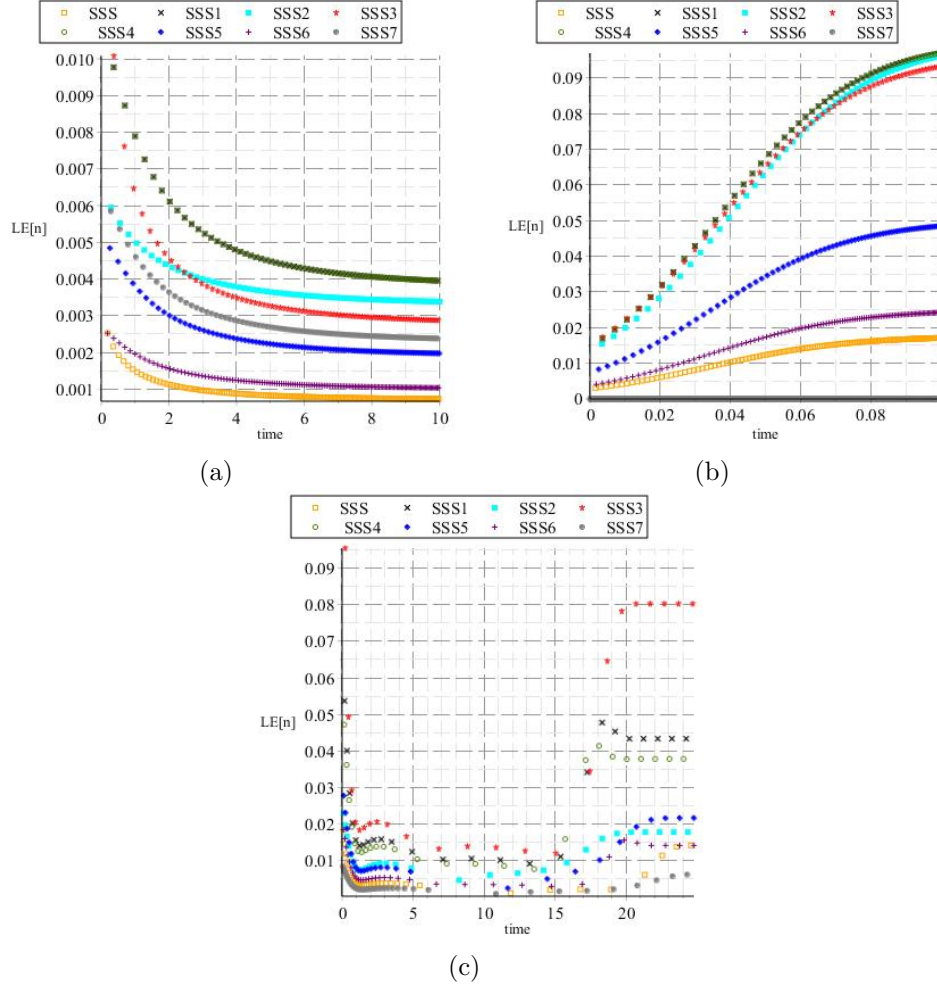 SSS SSS1 SSS2 SSS3
SSS4 SSS5 SSS6 SSS7
0.010
0.009
0.008
0.007
0.006
LE[n]
0.005
0.004
0.003
0.002
0.001
0 2 4 6 8 10
time
(a)
SSS SSS1 SSS2 SSS3
SSS4 SSS5 SSS6 SSS7
0.09
0.08
0.07
0.06
LE[n]
0.05
0.04
0.03
0.02
0.01
0
0.02 0.04 0.06 0.08
time
(b)
SSS SSS1 SSS2 SSS3
SSS4 SSS5 SSS6 SSS7
0.09
0.08
0.07
0.06
0.05
LE[n]
0.04
0.03
0.02
0.01
0 5 10 15 20
time
(c)